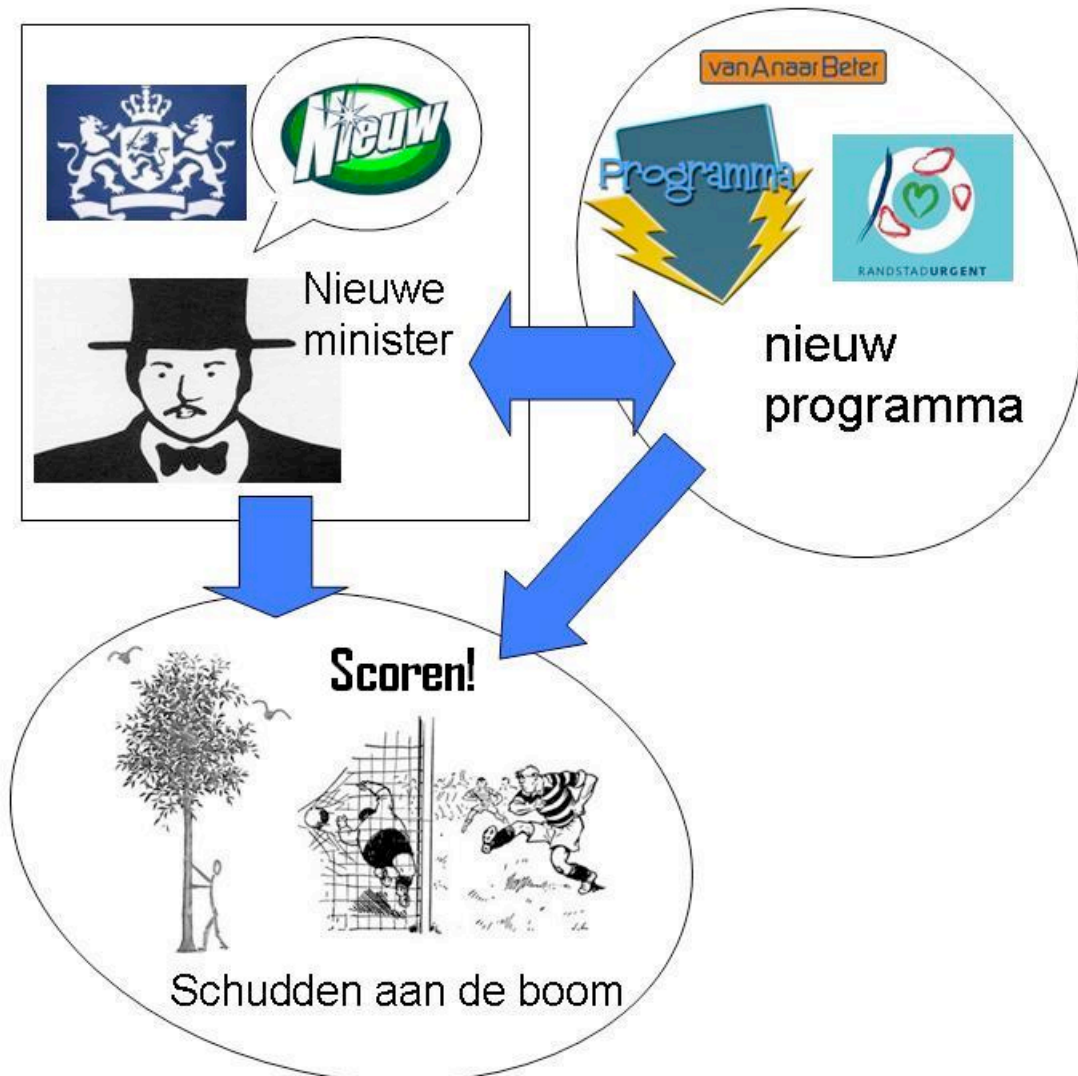 Nieuw
Nieuwe
minister
vanAnaarBeter
Programma
RANDSTADURGENT
nieuw
programma
Scoren!
Schudden aan de boom